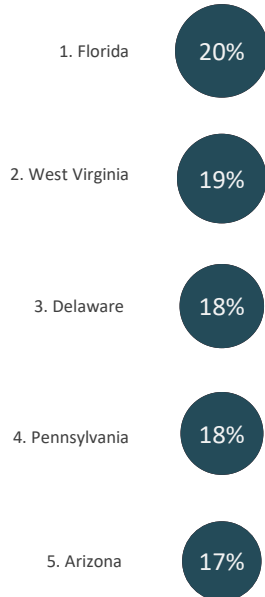 1. Florida 20%
2. West Virginia 19%
3. Delaware 18%
4. Pennsylvania 18%
5. Arizona 17%